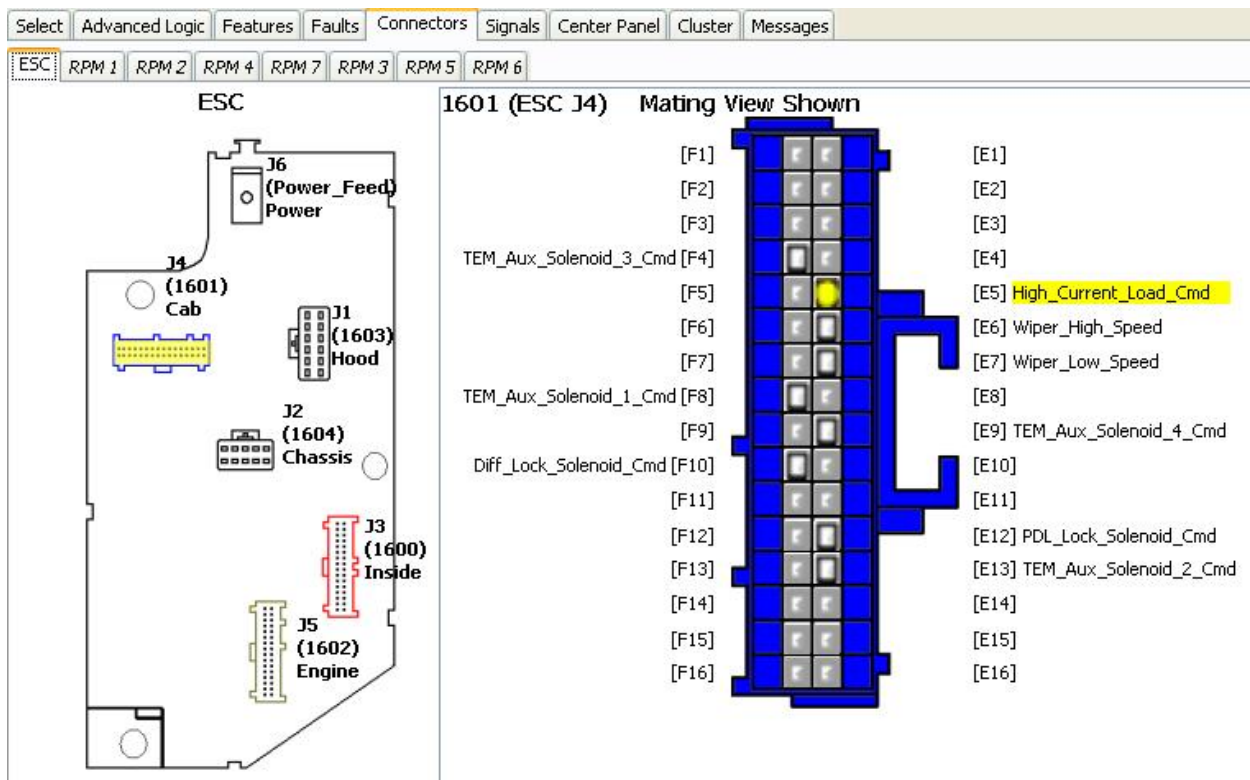 Select Advanced Logic Features Faults Connectors Signals Center Panel Cluster Messages
ESC RPM 1 RPM 2 RPM 4 RPM 7 RPM 3 RPM 5 RPM 6
ESC
J6
(Power_Feed)
Power
J4
(1601)
Cab
J1
(1603)
Hood
J2
(1604)
Chassis
J3
(1600)
Inside
J5
(1602)
Engine
1601 (ESC J4) Mating View Shown
[F1] [E1]
[F2] [E2]
[F3] [E3]
TEM_Aux_Solenoid_3_Cmd [F4] [E4]
[F5] [E5] High_Current_Load_Cmd
[F6] [E6] Wiper_High_Speed
[F7] [E7] Wiper_Low_Speed
TEM_Aux_Solenoid_1_Cmd [F8] [E8]
[F9] [E9] TEM_Aux_Solenoid_4_Cmd
Diff_Lock_Solenoid_Cmd [F10] [E10]
[F11] [E11]
[F12] [E12] PDL_Lock_Solenoid_Cmd
[F13] [E13] TEM_Aux_Solenoid_2_Cmd
[F14] [E14]
[F15] [E15]
[F16] [E16]